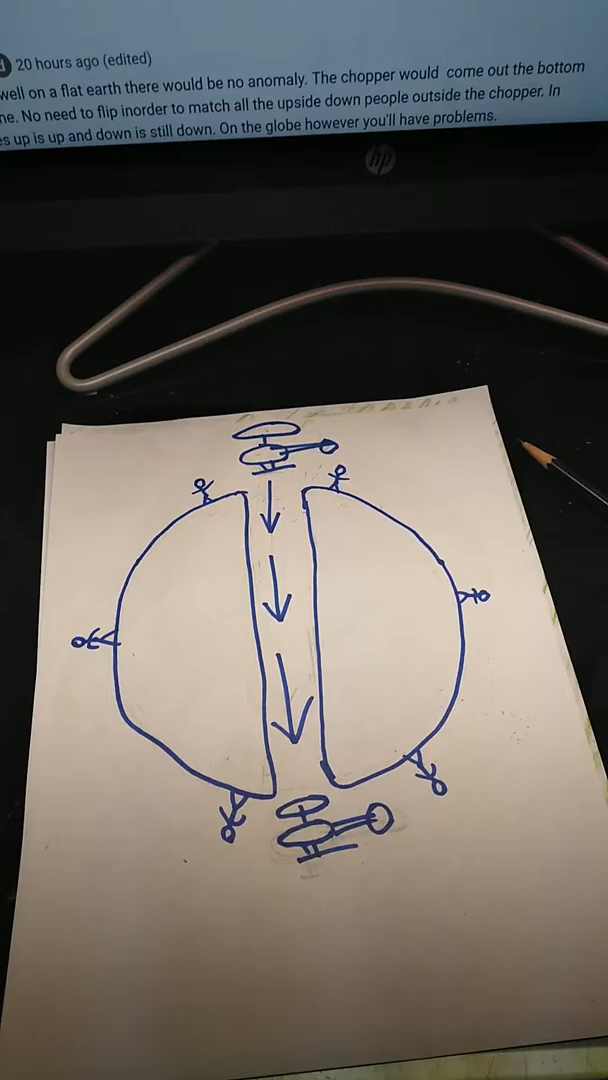 20 hours ago (edited)
well on a flat earth there would be no anomaly. The chopper would come out the bottom
ne. No need to flip inorder to match all the upside down people outside the chopper. In
es up is up and down is still down. On the globe however you'll have problems.
hp